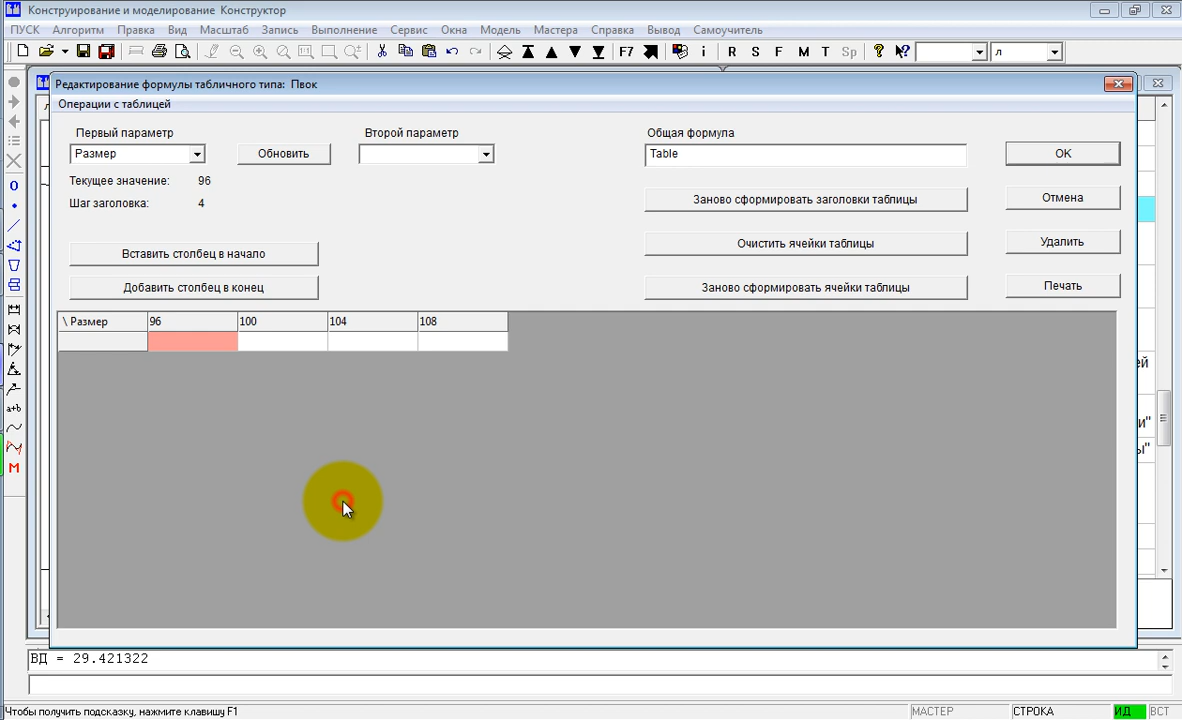 Конструирование и моделирование Конструктор
ПУСК Алгоритм Правка Вид Масштаб Запись Выполнение Сервис Окна Модель Мастера Справка Вывод Самоучитель
F7 i R S F M T Sp ? л
Редактирование формулы табличного типа: Пвок
Операции с таблицей
Первый параметр Второй параметр Общая формула
Размер Обновить Table OK
Текущее значение: 96
Шаг заголовка: 4
Заново сформировать заголовки таблицы Отмена
Вставить столбец в начало Очистить ячейки таблицы Удалить
Добавить столбец в конец Заново сформировать ячейки таблицы Печать
\ Размер 96 100 104 108
ей
и"
ы"
a+b
M
ВД = 29.421322
Чтобы получить подсказку, нажмите клавишу F1 МАСТЕР СТРОКА ИД ВСТ